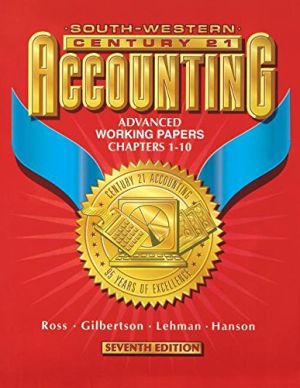 SOUTH-WESTERN
CENTURY 21
ACCOUNTING
ADVANCED
WORKING PAPERS
CHAPTERS 1-10
CENTURY 21 ACCOUNTING
95 YEARS OF EXCELLENCE
Ross · Gilbertson · Lehman · Hanson
SEVENTH EDITION